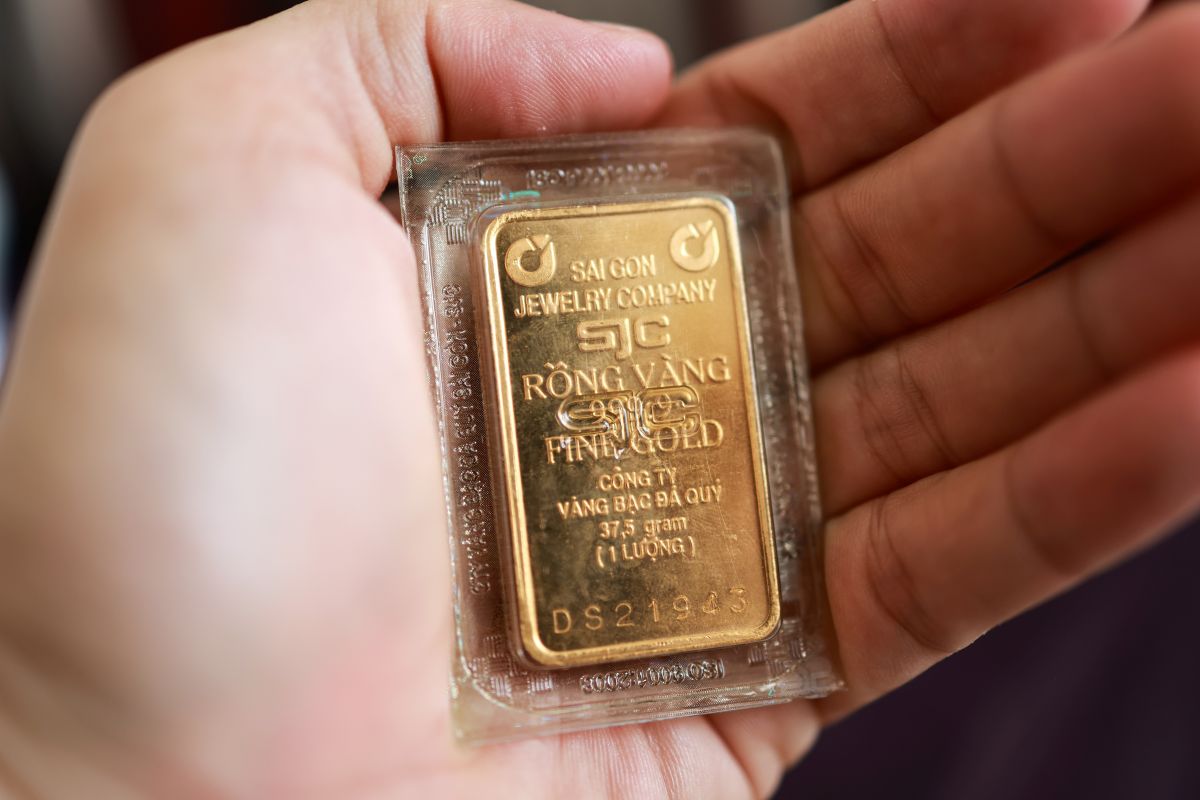 SAI GON
JEWELRY COMPANY
SJC
RỒNG VÀNG
SJC
FINE GOLD
CÔNG TY
VÀNG BẠC ĐÁ QUÝ
37,5 gram
(1 LƯỢNG)
DS21943